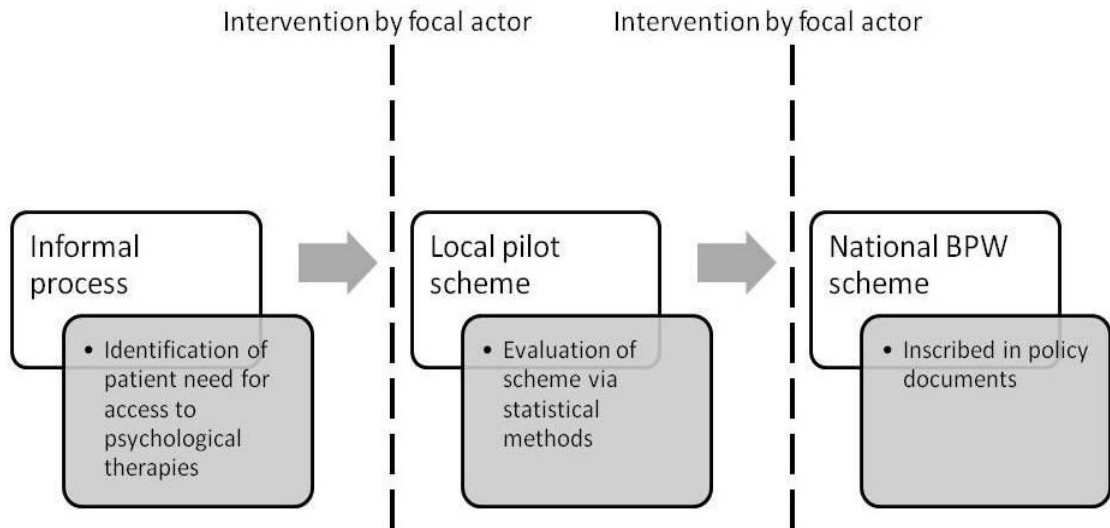 Intervention by focal actor
Intervention by focal actor
Informal
process
• Identification of
patient need for
access to
psychological
therapies
Local pilot
scheme
• Evaluation of
scheme via
statistical
methods
National BPW
scheme
• Inscribed in policy
documents